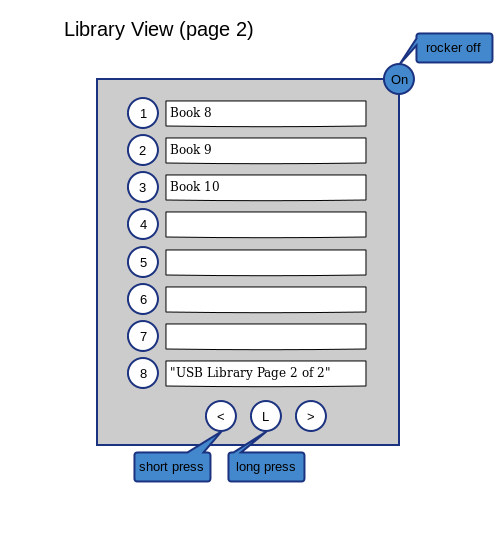 Library View (page 2)
rocker off
On
1 Book 8
2 Book 9
3 Book 10
4
5
6
7
8 "USB Library Page 2 of 2"
< L >
short press long press